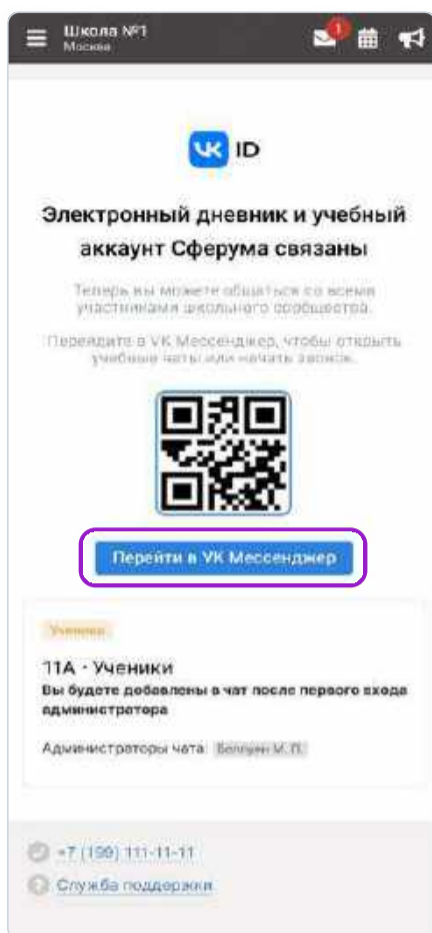 Школа №1
Москва
1
VK ID
Электронный дневник и учебный
аккаунт Сферума связаны
Теперь вы можете общаться со всеми
участниками школьного сообщества.
Перейдите в VK Мессенджер, чтобы открыть
учебные чаты или начать звонок.
Перейти в VK Мессенджер
Ученики
11А · Ученики
Вы будете добавлены в чат после первого входа
администратора
Администраторы чата: М. П.
+7 (199) 111-11-11
Служба поддержки